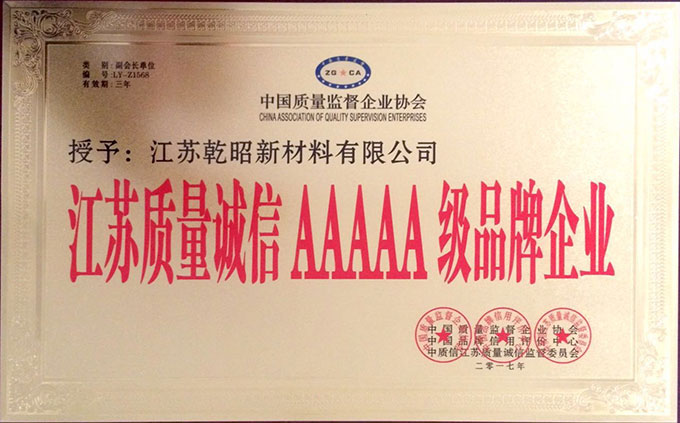 类 别:副会长单位
编 号:LY-Z1568
有效期:三年
ZG★CA
中国质量监督企业协会
CHINA ASSOCIATION OF QUALITY SUPERVISION ENTERPRISES
授予：江苏乾昭新材料有限公司
江苏质量诚信AAAAA级品牌企业
中国质量监督企业协会
中国品牌信用评价中心
中质信江苏质量诚信监督委员会
二○一七年